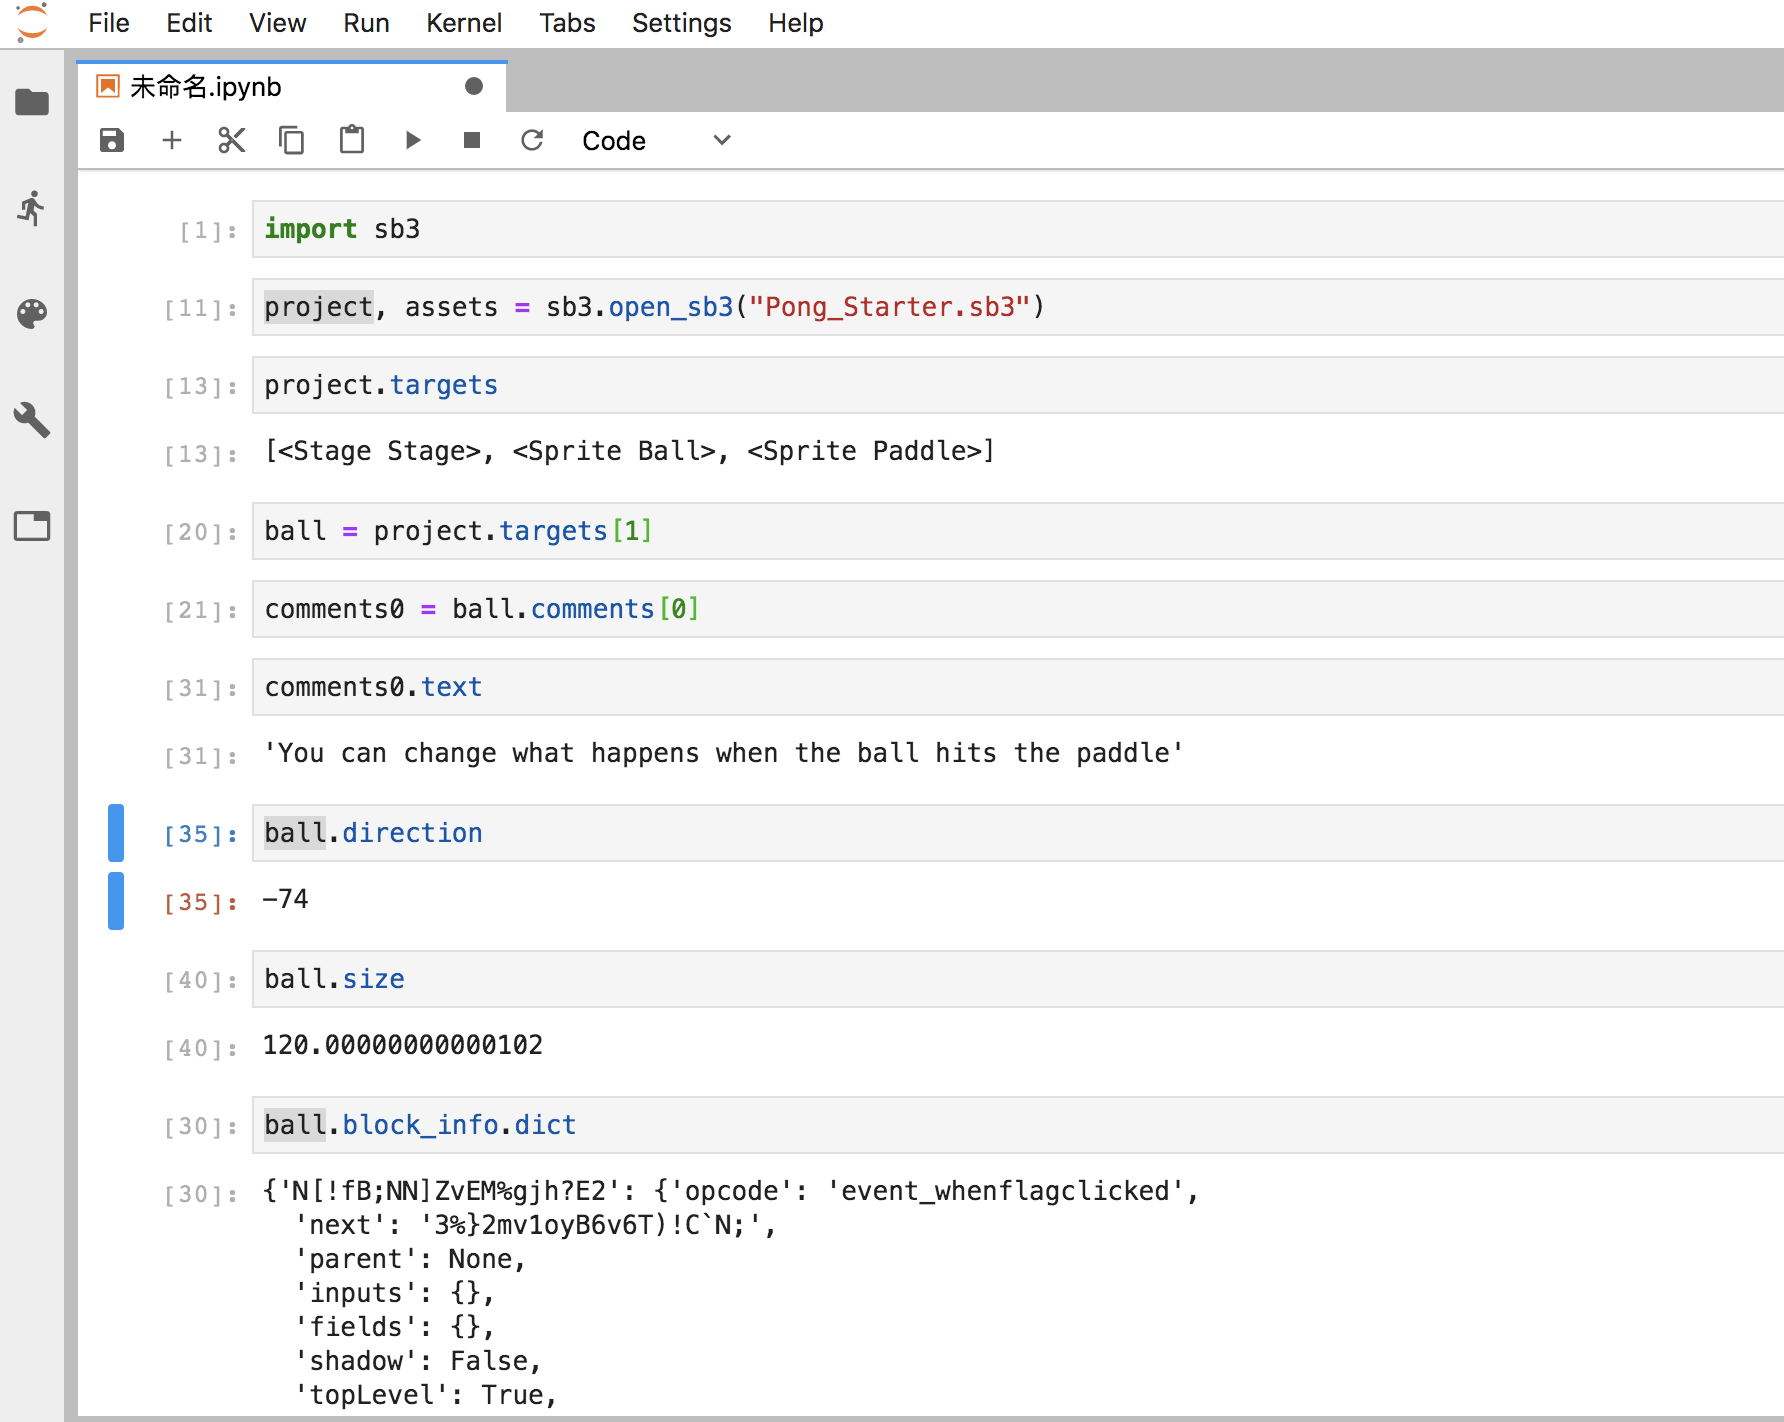 File Edit View Run Kernel Tabs Settings Help
未命名.ipynb
Code
[1]: import sb3
[11]: project, assets = sb3.open_sb3("Pong_Starter.sb3")
[13]: project.targets
[13]: [<Stage Stage>, <Sprite Ball>, <Sprite Paddle>]
[20]: ball = project.targets[1]
[21]: comments0 = ball.comments[0]
[31]: comments0.text
[31]: 'You can change what happens when the ball hits the paddle'
[35]: ball.direction
[35]: -74
[40]: ball.size
[40]: 120.00000000000102
[30]: ball.block_info.dict
[30]: {'N[!fB;NN]ZvEM%gjh?E2': {'opcode': 'event_whenflagclicked',
'next': '3%}2mv1oyB6v6T)!C`N;',
'parent': None,
'inputs': {},
'fields': {},
'shadow': False,
'topLevel': True,